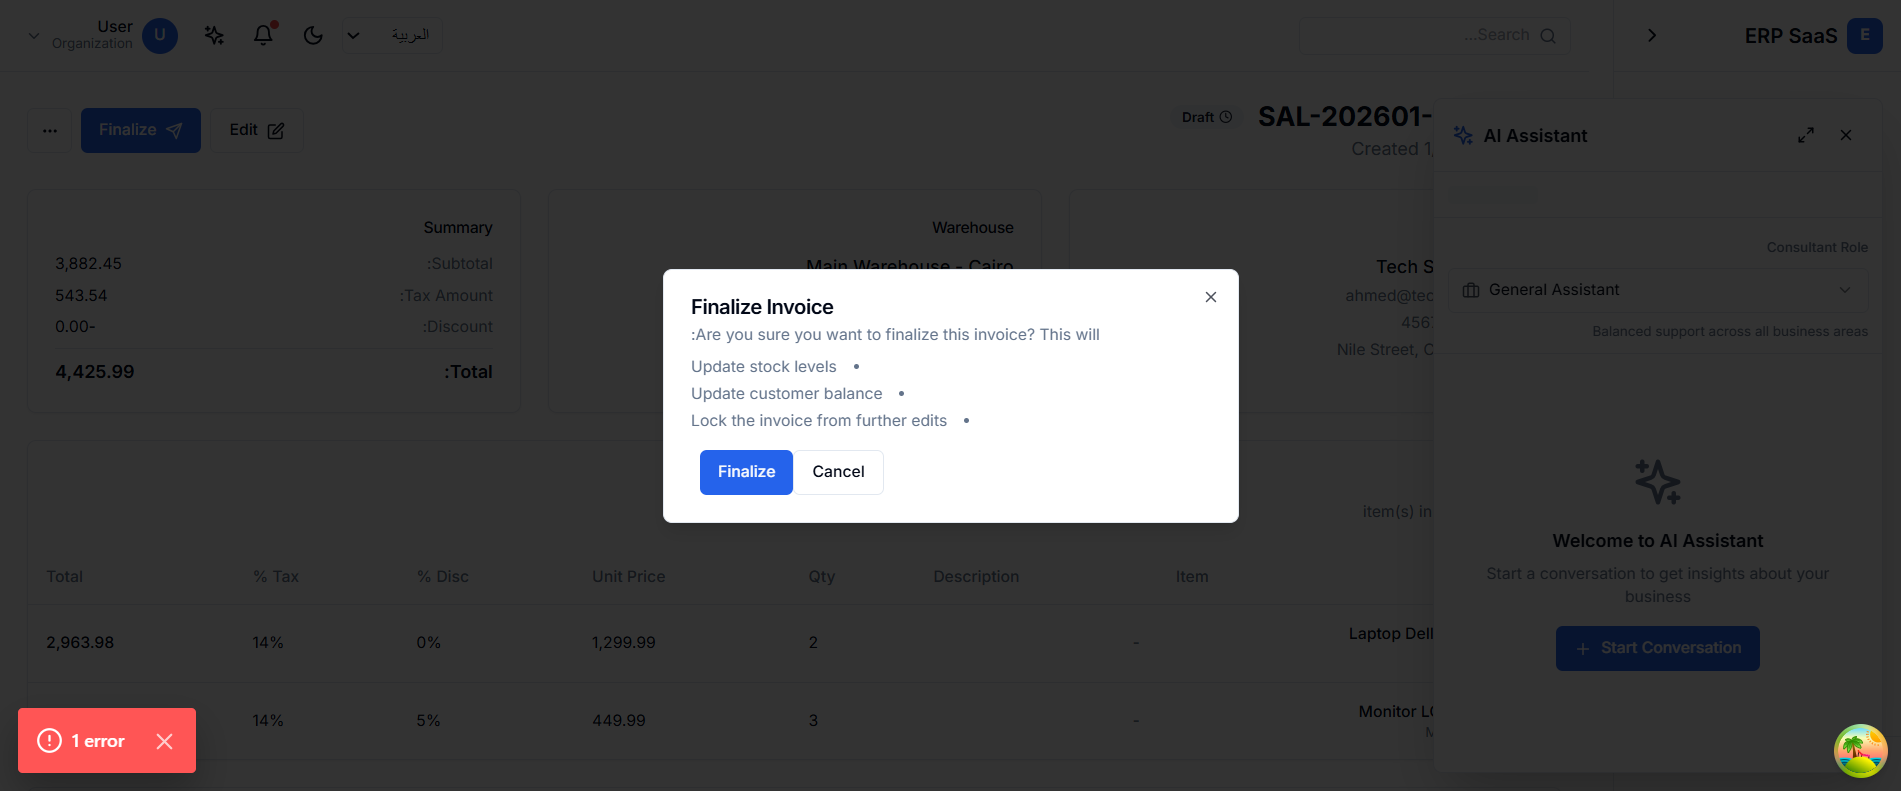 User
Organization
U
العربية
Search...
ERP SaaS
E
Finalize
Edit
Draft
SAL-202601-
Created 1,
AI Assistant
Summary
3,882.45
Subtotal:
543.54
Tax Amount:
0.00-
Discount:
4,425.99
Total:
Warehouse
Main Warehouse - Cairo
Tech S
ahmed@tec
4567
Nile Street, C
Consultant Role
General Assistant
Balanced support across all business areas
Finalize Invoice
:Are you sure you want to finalize this invoice? This will
Update stock levels •
Update customer balance •
Lock the invoice from further edits •
Finalize
Cancel
item(s) in
Welcome to AI Assistant
Start a conversation to get insights about your
business
+ Start Conversation
Total % Tax % Disc Unit Price Qty Description Item
2,963.98 14% 0% 1,299.99 2 - Laptop Dell
14% 5% 449.99 3 - Monitor LG
M
1 error